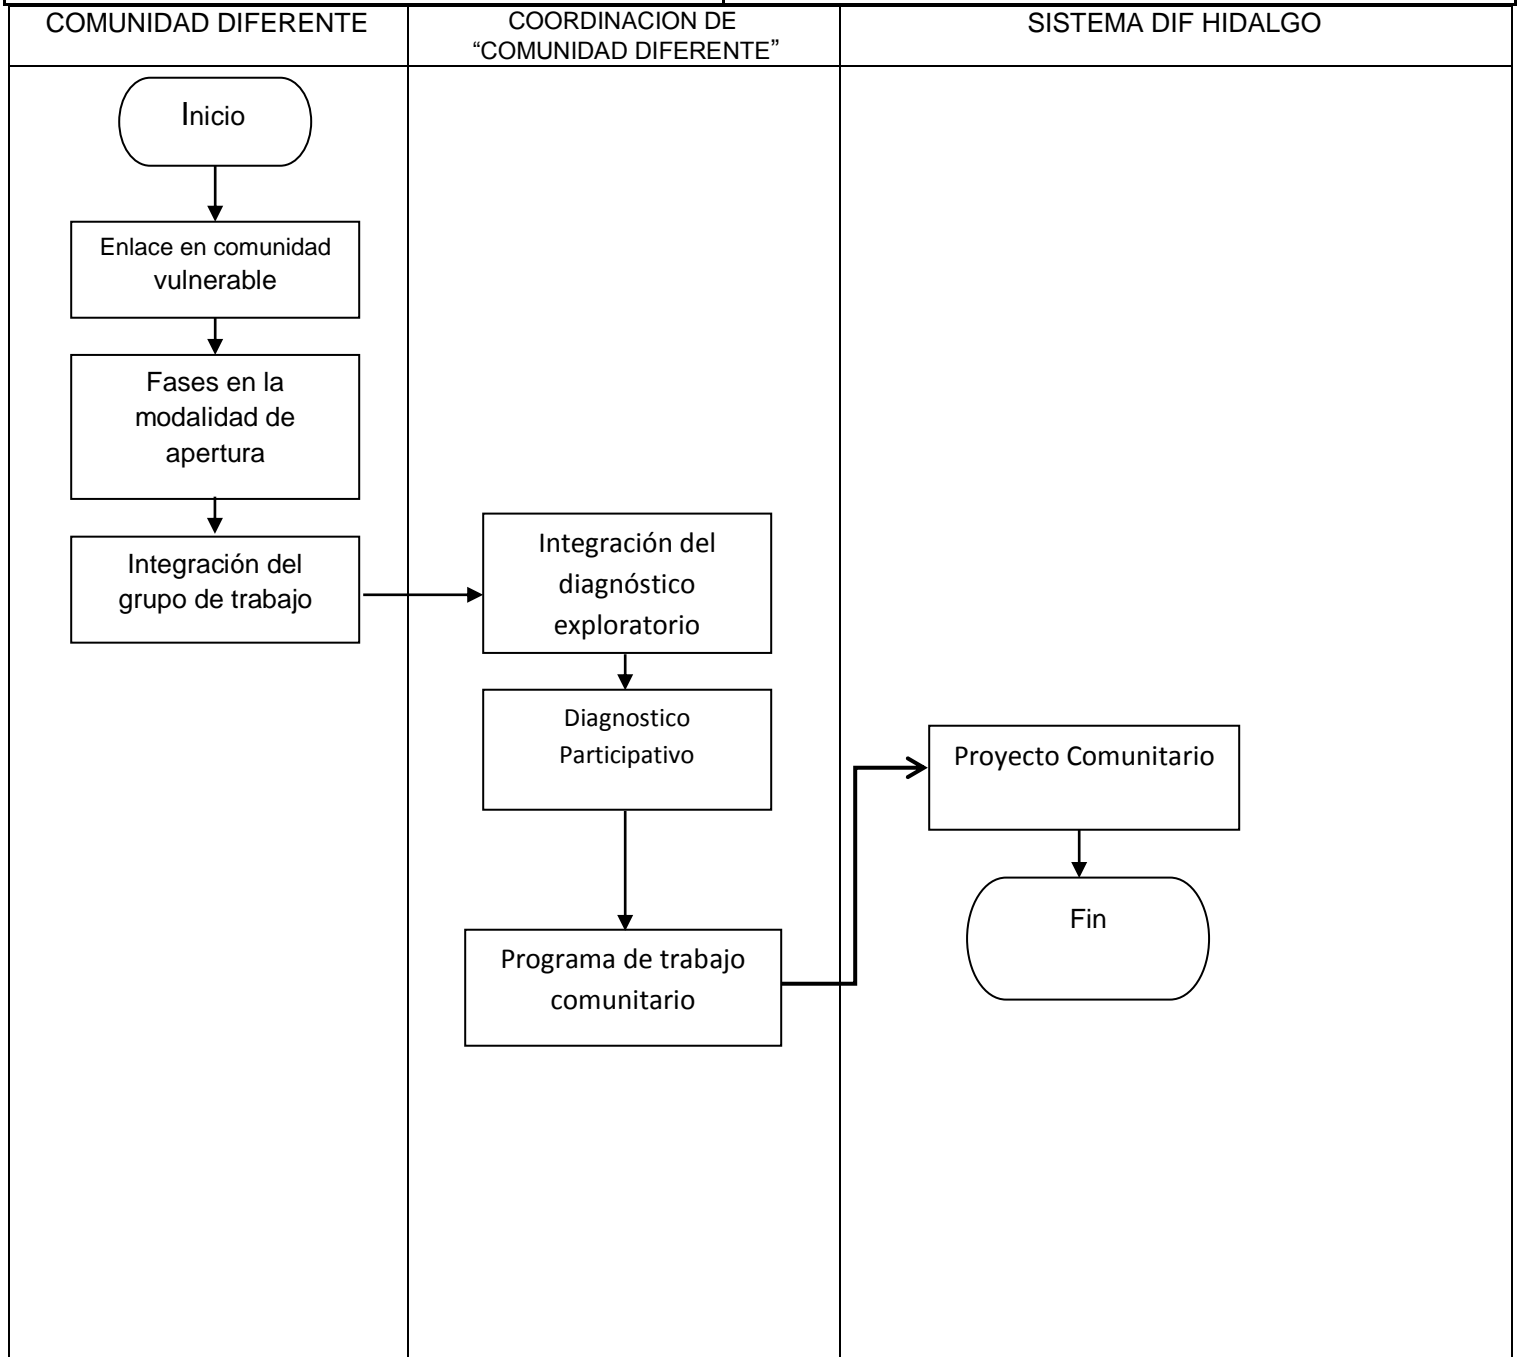 COMUNIDAD DIFERENTE
COORDINACION DE
“COMUNIDAD DIFERENTE”
SISTEMA DIF HIDALGO
Inicio
Enlace en comunidad
vulnerable
Fases en la
modalidad de
apertura
Integración del
grupo de trabajo
Integración del
diagnóstico
exploratorio
Diagnostico
Participativo
Programa de trabajo
comunitario
Proyecto Comunitario
Fin